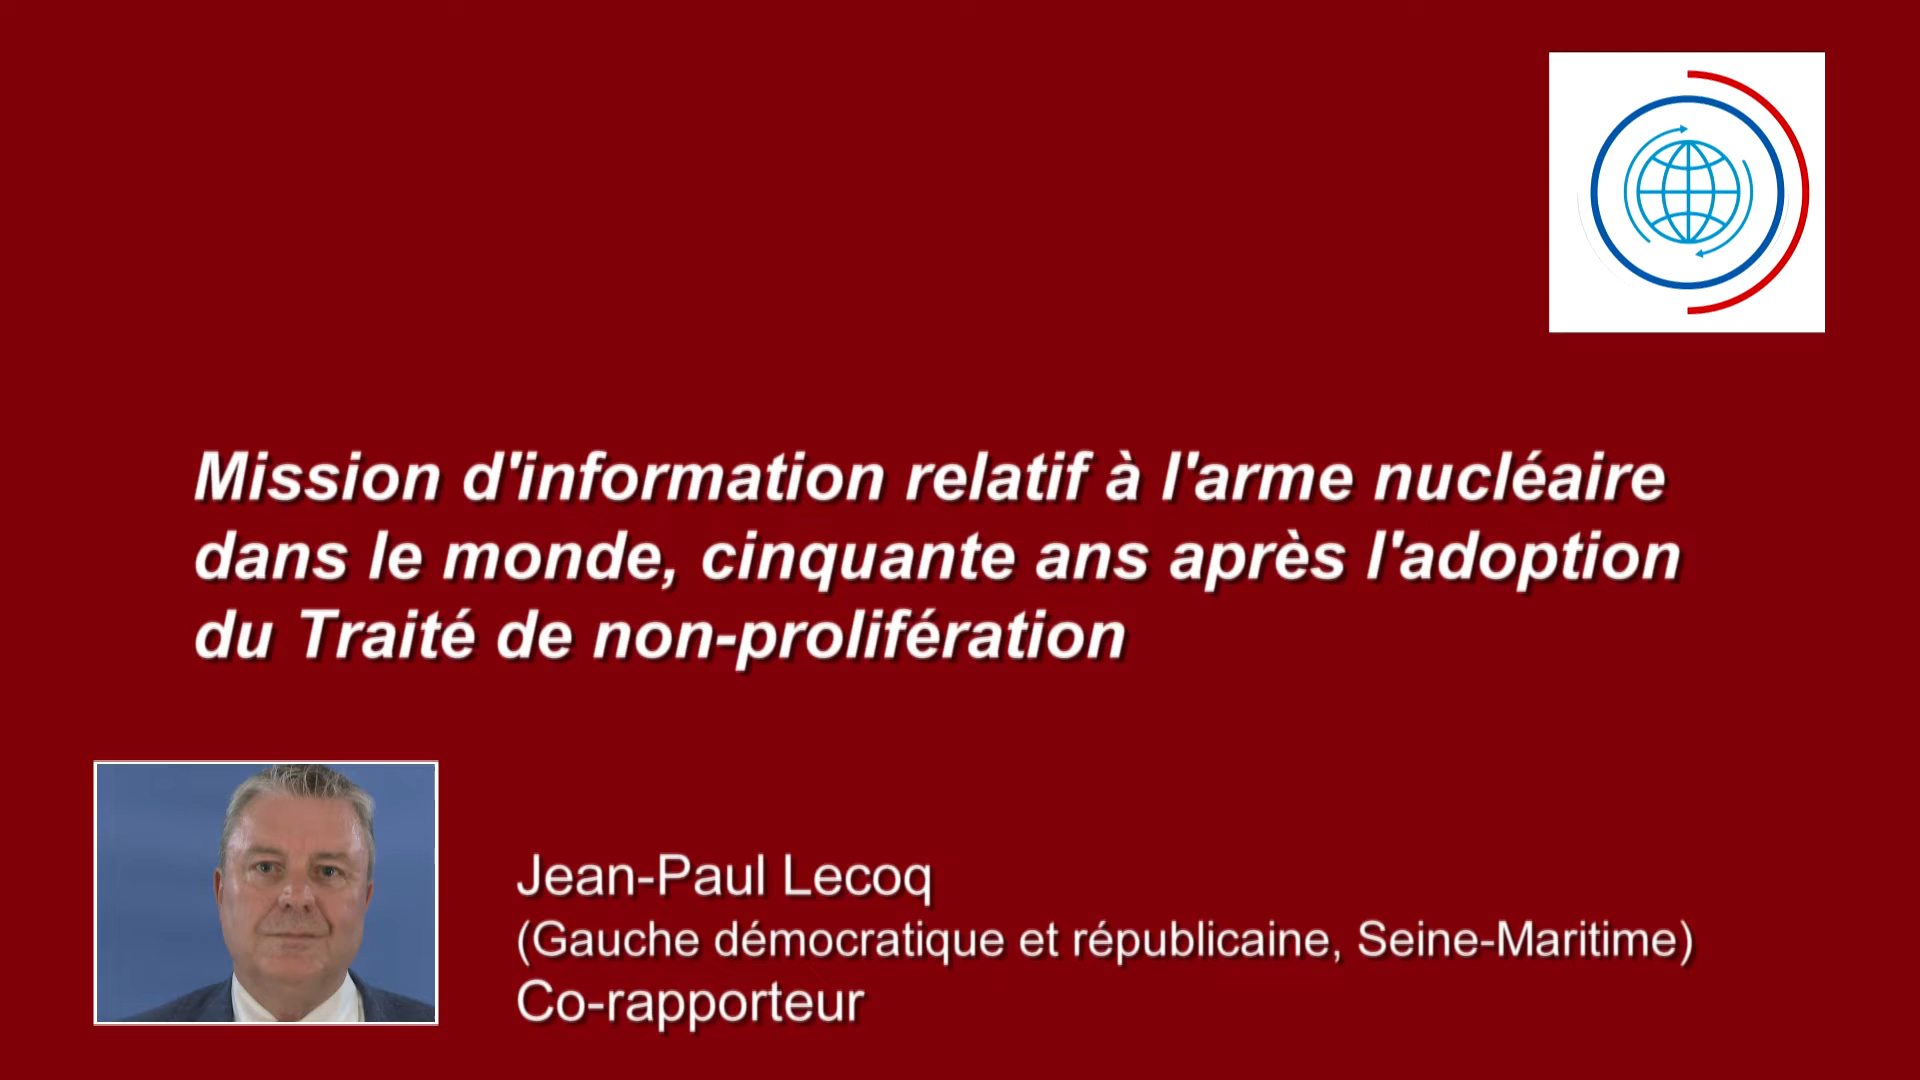 Mission d'information relatif à l'arme nucléaire
dans le monde, cinquante ans après l'adoption
du Traité de non-prolifération
Jean-Paul Lecoq
(Gauche démocratique et républicaine, Seine-Maritime)
Co-rapporteur